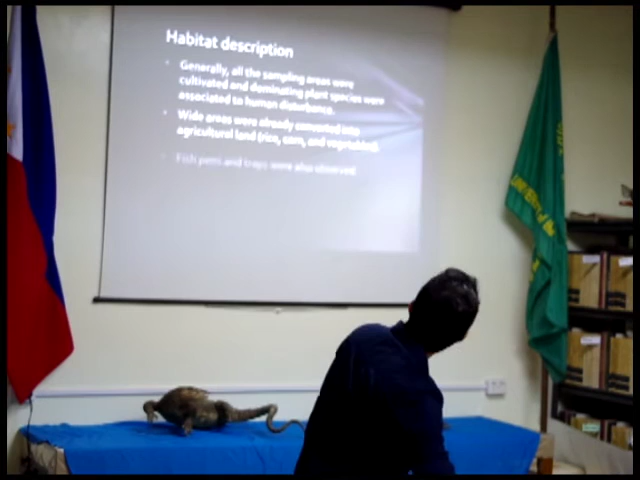 Habitat description
Generally, all the sampling areas were
cultivated and dominating plant species were
associated to human disturbance.
Wide areas were already converted into
agricultural land (rice, corn, and vegetables).
Fish pens and traps were also observed